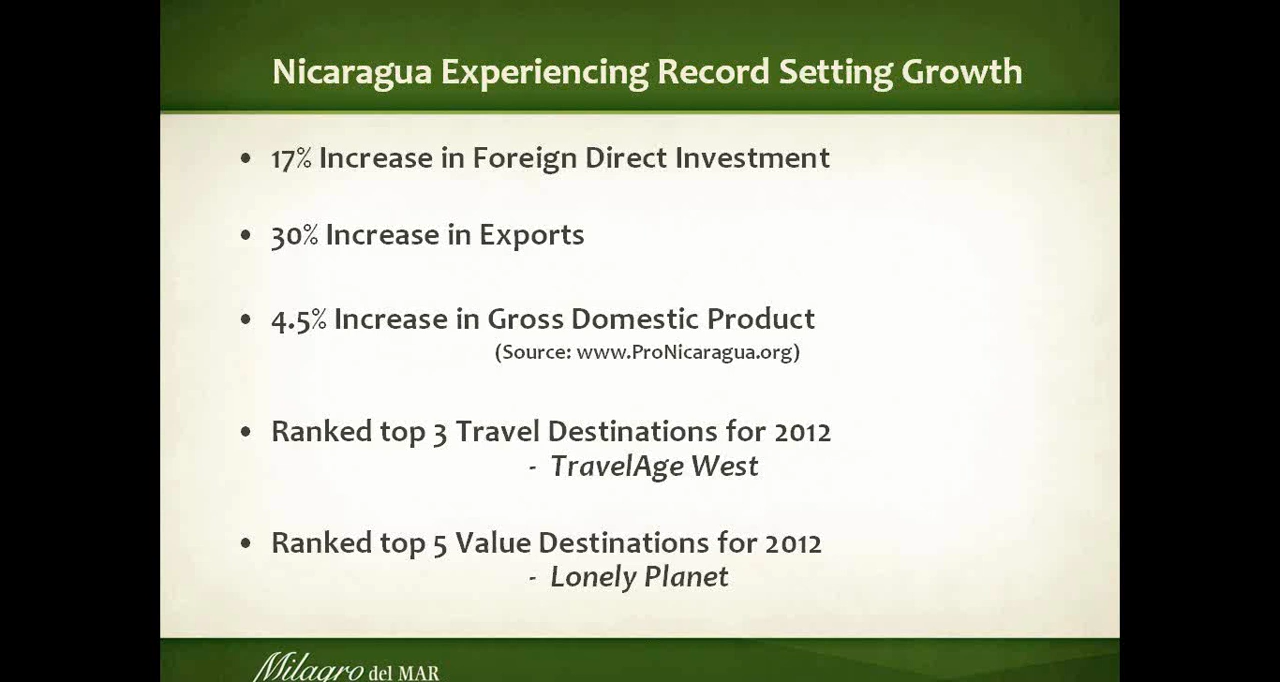 Nicaragua Experiencing Record Setting Growth
• 17% Increase in Foreign Direct Investment
• 30% Increase in Exports
• 4.5% Increase in Gross Domestic Product
(Source: www.ProNicaragua.org)
• Ranked top 3 Travel Destinations for 2012
- TravelAge West
• Ranked top 5 Value Destinations for 2012
- Lonely Planet
Milagro del MAR